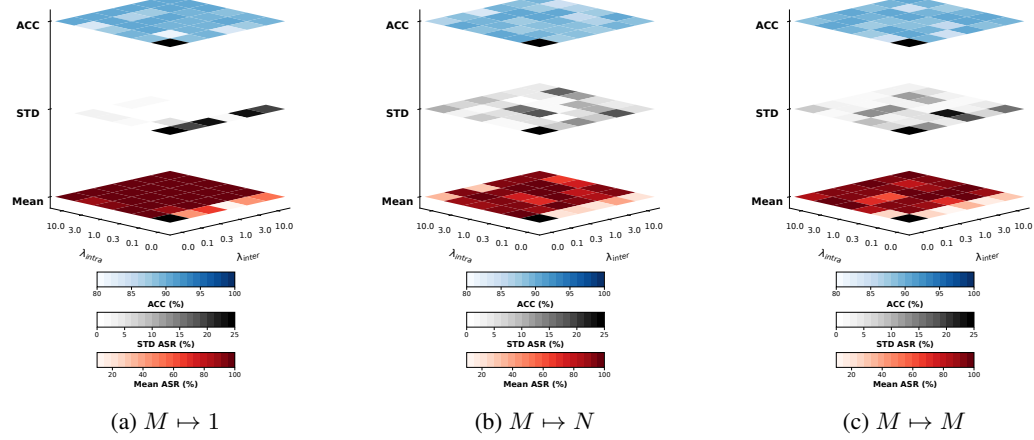 ACC
STD
Mean
10.0 3.0 1.0 0.3 0.1 0.0
0.0 0.1 0.3 1.0 3.0 10.0
λintra
λinter
80 85 90 95 100
ACC (%)
0 5 10 15 20 25
STD ASR (%)
20 40 60 80 100
Mean ASR (%)
(a) M ↦ 1
ACC
STD
Mean
10.0 3.0 1.0 0.3 0.1 0.0
0.0 0.1 0.3 1.0 3.0 10.0
λintra
λinter
80 85 90 95 100
ACC (%)
0 5 10 15 20 25
STD ASR (%)
20 40 60 80 100
Mean ASR (%)
(b) M ↦ N
ACC
STD
Mean
10.0 3.0 1.0 0.3 0.1 0.0
0.0 0.1 0.3 1.0 3.0 10.0
λintra
λinter
80 85 90 95 100
ACC (%)
0 5 10 15 20 25
STD ASR (%)
20 40 60 80 100
Mean ASR (%)
(c) M ↦ M